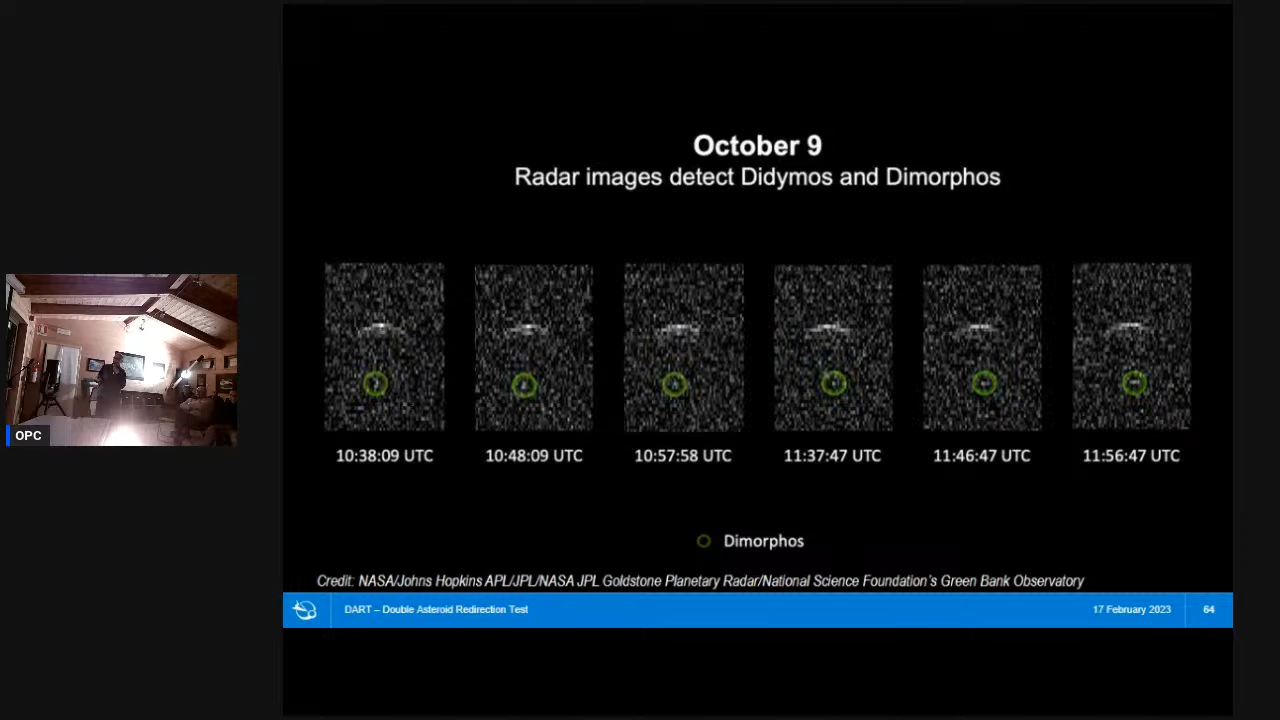 October 9
Radar images detect Didymos and Dimorphos
10:38:09 UTC
10:48:09 UTC
10:57:58 UTC
11:37:47 UTC
11:46:47 UTC
11:56:47 UTC
OPC
Dimorphos
Credit: NASA/Johns Hopkins APL/JPL/NASA JPL Goldstone Planetary Radar/National Science Foundation's Green Bank Observatory
DART – Double Asteroid Redirection Test
17 February 2023
64